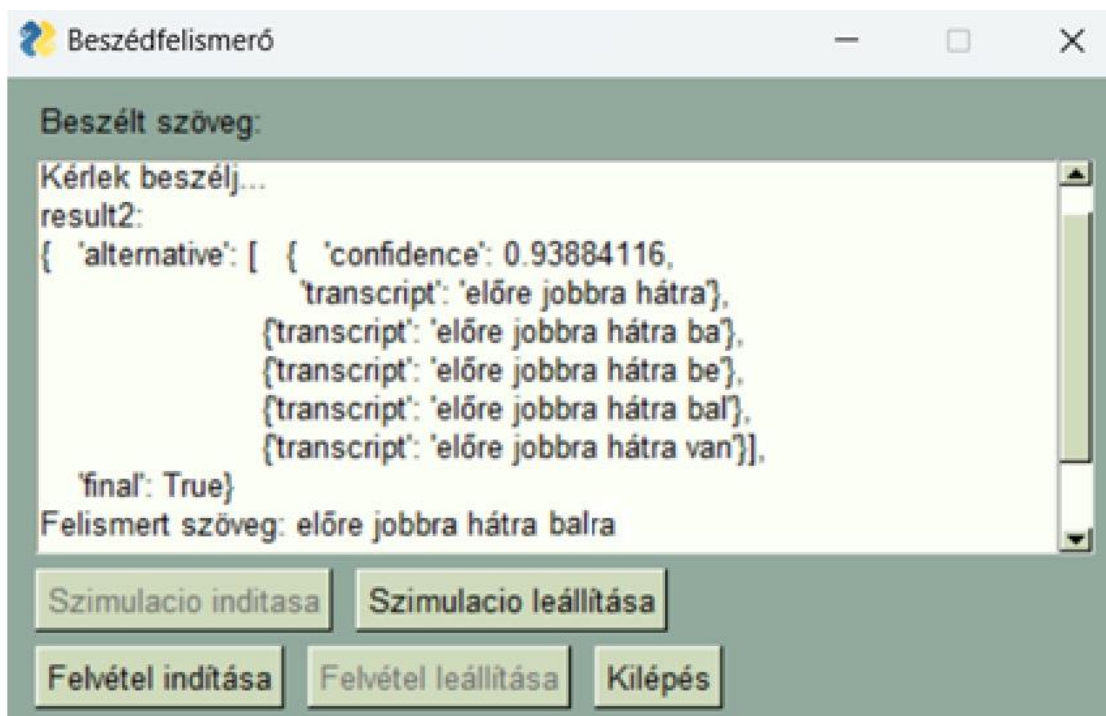 Beszédfelismerő
Beszélt szöveg:
Kérlek beszélj...
result2:
{ 'alternative': [ { 'confidence': 0.93884116,
'transcript': 'előre jobbra hátra'},
{'transcript': 'előre jobbra hátra ba'},
{'transcript': 'előre jobbra hátra be'},
{'transcript': 'előre jobbra hátra bal'},
{'transcript': 'előre jobbra hátra van'}],
'final': True}
Felismert szöveg: előre jobbra hátra balra
Szimulacio inditasa Szimulacio leállítása
Felvétel indítása Felvétel leállítása Kilépés